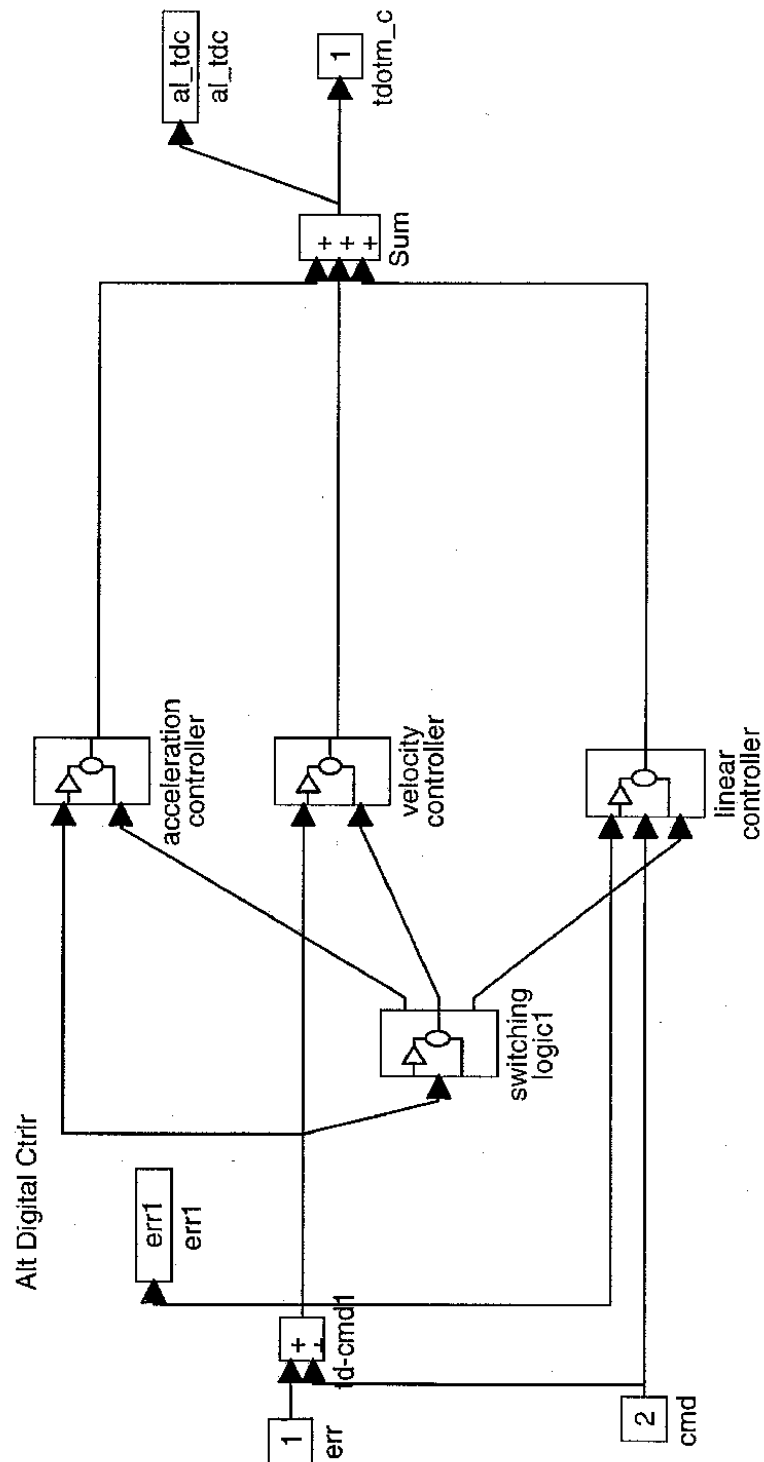 Alt Digital Ctrlr
1
err
2
cmd
+
-
td-cmd1
err1
err1
switching
logic1
acceleration
controller
velocity
controller
linear
controller
+
+
+
Sum
al_tdc
al_tdc
1
tdotm_c